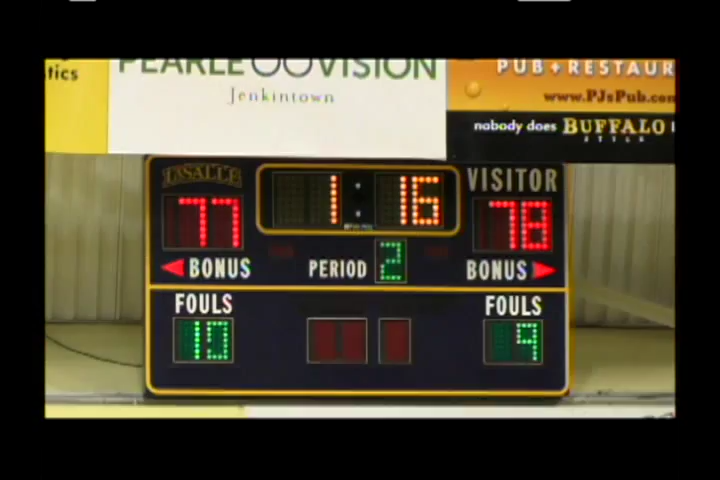 tics
PEARLE VISION
Jenkintown
PUB + RESTAUR
www.PJsPub.com
nobody does BUFFALO
STYLE
LASALLE
1:16
VISITOR
77
78
BONUS
PERIOD 2
BONUS
FOULS
FOULS
10
9